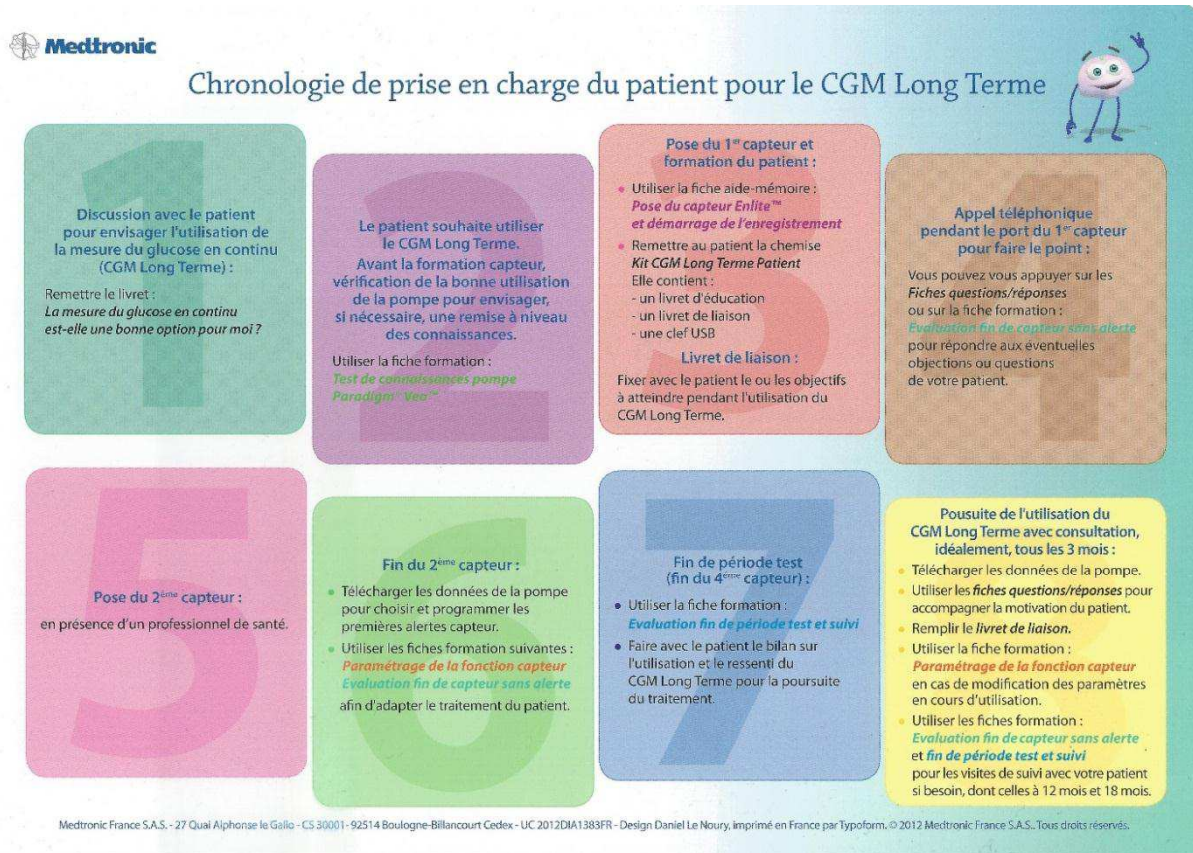 Medtronic
Chronologie de prise en charge du patient pour le CGM Long Terme
Discussion avec le patient
pour envisager l'utilisation de
la mesure du glucose en continu
(CGM Long Terme) :
Remettre le livret :
La mesure du glucose en continu
est-elle une bonne option pour moi ?
Le patient souhaite utiliser
le CGM Long Terme.
Avant la formation capteur,
vérification de la bonne utilisation
de la pompe pour envisager,
si nécessaire, une remise à niveau
des connaissances.
Utiliser la fiche formation :
Test de connaissances pompe
Paradigm® Veo™
Pose du 1er capteur et
formation du patient :
• Utiliser la fiche aide-mémoire :
Pose du capteur Enlite™
et démarrage de l'enregistrement
• Remettre au patient la chemise
Kit CGM Long Terme Patient
Elle contient :
- un livret d'éducation
- un livret de liaison
- une clef USB
Livret de liaison :
Fixer avec le patient le ou les objectifs
à atteindre pendant l'utilisation du
CGM Long Terme.
Appel téléphonique
pendant le port du 1er capteur
pour faire le point :
Vous pouvez vous appuyer sur les
Fiches questions/réponses
ou sur la fiche formation :
Evaluation fin de capteur sans alerte
pour répondre aux éventuelles
objections ou questions
de votre patient.
Pose du 2ème capteur :
en présence d'un professionnel de santé.
Fin du 2ème capteur :
• Télécharger les données de la pompe
pour choisir et programmer les
premières alertes capteur.
• Utiliser les fiches formation suivantes :
Paramétrage de la fonction capteur
Evaluation fin de capteur sans alerte
afin d'adapter le traitement du patient.
Fin de période test
(fin du 4ème capteur) :
• Utiliser la fiche formation :
Evaluation fin de période test et suivi
• Faire avec le patient le bilan sur
l'utilisation et le ressenti du
CGM Long Terme pour la poursuite
du traitement.
Pousuite de l'utilisation du
CGM Long Terme avec consultation,
idéalement, tous les 3 mois :
• Télécharger les données de la pompe.
• Utiliser les fiches questions/réponses pour
accompagner la motivation du patient.
• Remplir le livret de liaison.
• Utiliser la fiche formation :
Paramétrage de la fonction capteur
en cas de modification des paramètres
en cours d'utilisation.
• Utiliser les fiches formation :
Evaluation fin de capteur sans alerte
et fin de période test et suivi
pour les visites de suivi avec votre patient
si besoin, dont celles à 12 mois et 18 mois.
1
2
3
4
5
6
7
8
Medtronic France S.A.S. - 27 Quai Alphonse le Gallo - CS 30001 - 92514 Boulogne-Billancourt Cedex - UC 2012DIA1383FR - Design Daniel Le Noury, imprimé en France par Typoform. © 2012 Medtronic France S.A.S.. Tous droits réservés.